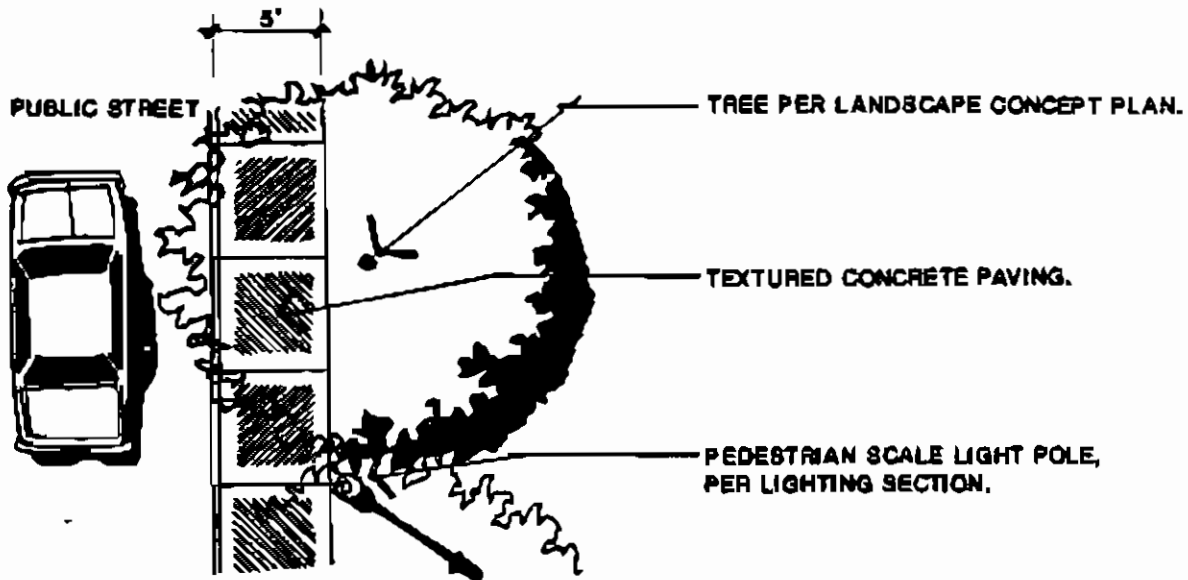 5'
PUBLIC STREET
TREE PER LANDSCAPE CONCEPT PLAN.
TEXTURED CONCRETE PAVING.
PEDESTRIAN SCALE LIGHT POLE,
PER LIGHTING SECTION.